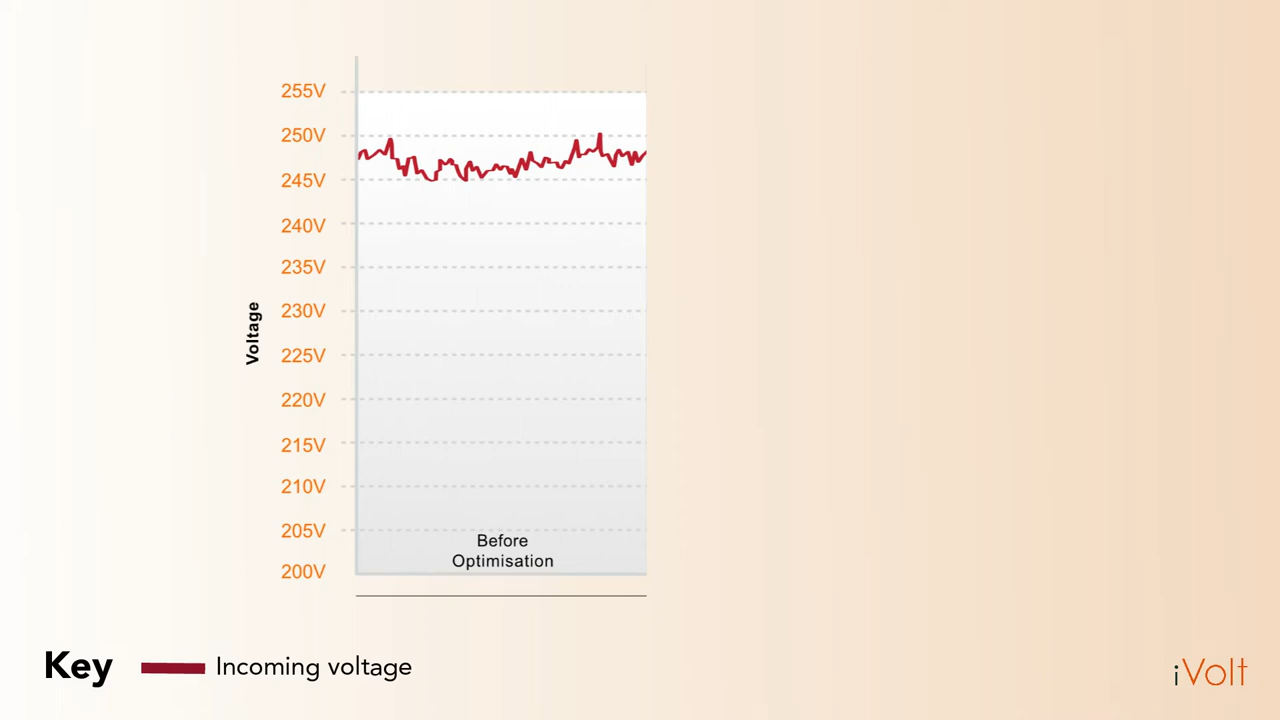 255V
250V
245V
240V
235V
230V
225V
220V
215V
210V
205V
200V
Voltage
Before
Optimisation
Key
Incoming voltage
iVolt